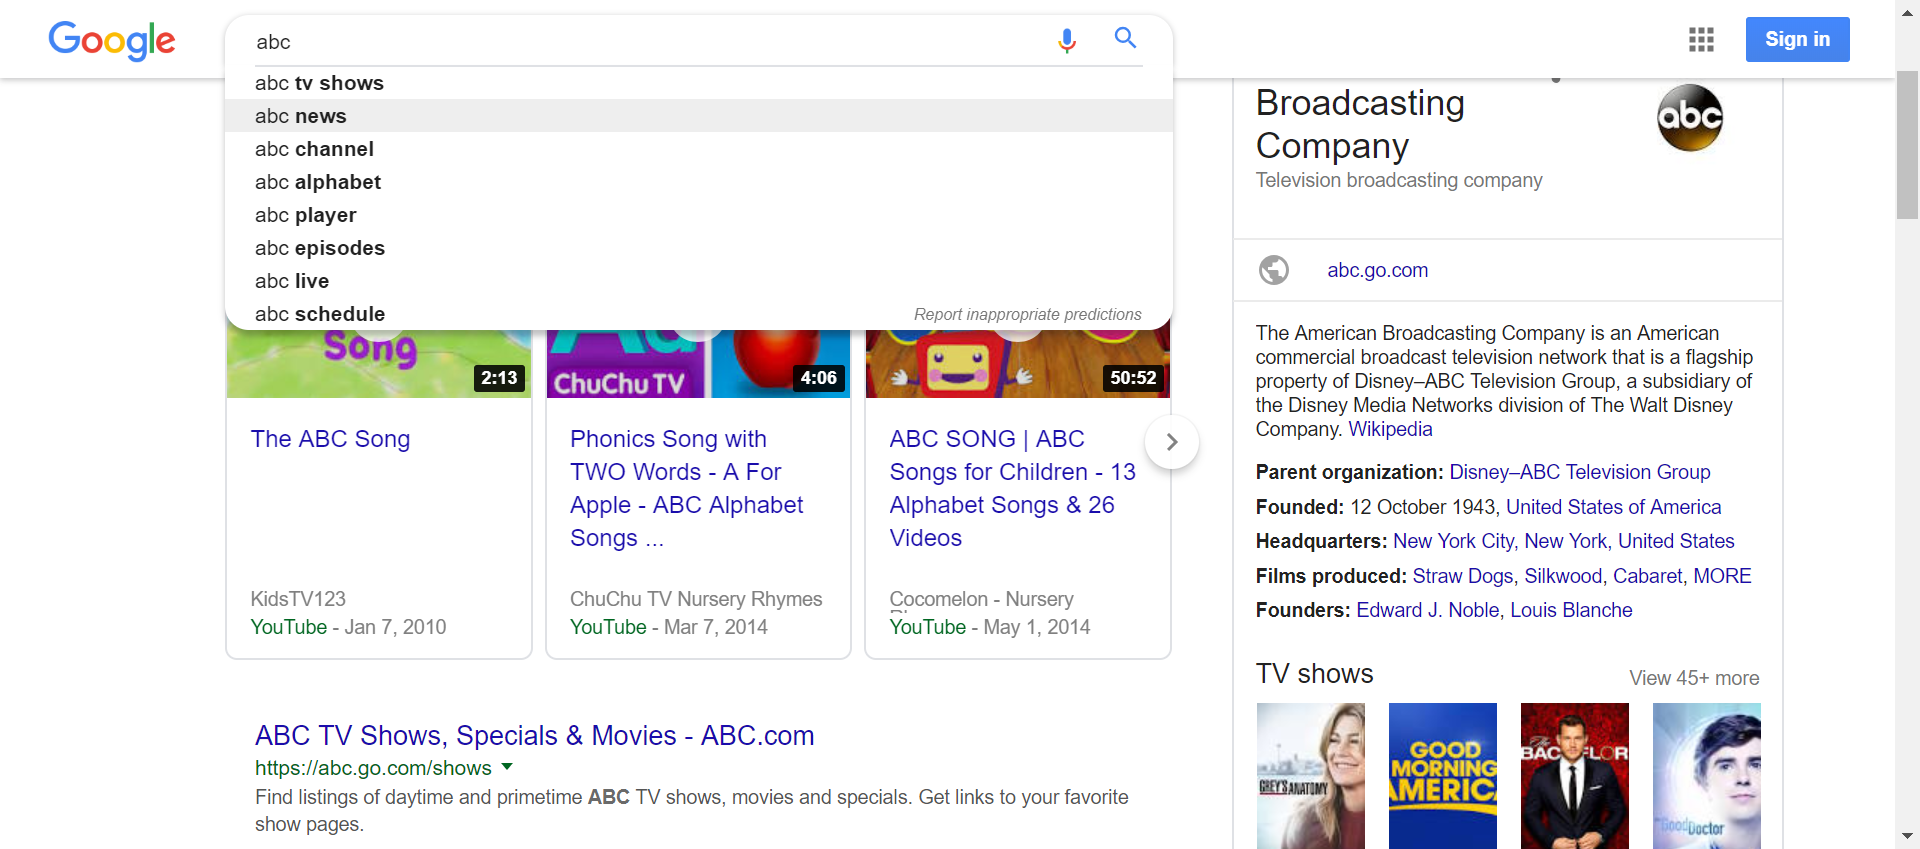 Google
abc
Sign in
abc tv shows
abc news
abc channel
abc alphabet
abc player
abc episodes
abc live
abc schedule
Report inappropriate predictions
Song
2:13
ChuChu TV
4:06
50:52
The ABC Song
KidsTV123
YouTube - Jan 7, 2010
Phonics Song with
TWO Words - A For
Apple - ABC Alphabet
Songs ...
ChuChu TV Nursery Rhymes
YouTube - Mar 7, 2014
ABC SONG | ABC
Songs for Children - 13
Alphabet Songs & 26
Videos
Cocomelon - Nursery
YouTube - May 1, 2014
ABC TV Shows, Specials & Movies - ABC.com
https://abc.go.com/shows
Find listings of daytime and primetime ABC TV shows, movies and specials. Get links to your favorite
show pages.
Broadcasting
Company
abc
Television broadcasting company
abc.go.com
The American Broadcasting Company is an American
commercial broadcast television network that is a flagship
property of Disney–ABC Television Group, a subsidiary of
the Disney Media Networks division of The Walt Disney
Company. Wikipedia
Parent organization: Disney–ABC Television Group
Founded: 12 October 1943, United States of America
Headquarters: New York City, New York, United States
Films produced: Straw Dogs, Silkwood, Cabaret, MORE
Founders: Edward J. Noble, Louis Blanche
TV shows
View 45+ more
GREY'S ANATOMY
GOOD
MORNING
AMERICA
The
BACHELOR
the GoodDoctor